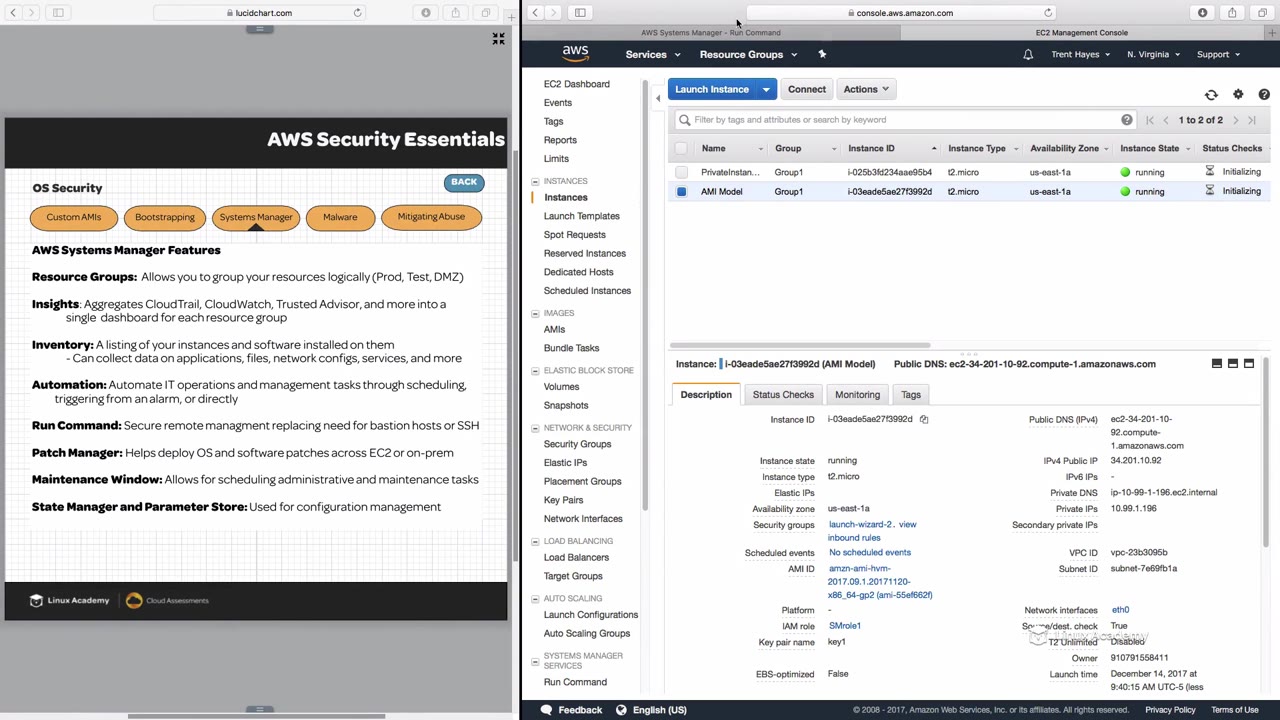 lucidchart.com
AWS Security Essentials
OS Security
BACK
Custom AMIs
Bootstrapping
Systems Manager
Malware
Mitigating Abuse
AWS Systems Manager Features
Resource Groups: Allows you to group your resources logically (Prod, Test, DMZ)
Insights: Aggregates CloudTrail, CloudWatch, Trusted Advisor, and more into a
single dashboard for each resource group
Inventory: A listing of your instances and software installed on them
- Can collect data on applications, files, network configs, services, and more
Automation: Automate IT operations and management tasks through scheduling,
triggering from an alarm, or directly
Run Command: Secure remote managment replacing need for bastion hosts or SSH
Patch Manager: Helps deploy OS and software patches across EC2 or on-prem
Maintenance Window: Allows for scheduling administrative and maintenance tasks
State Manager and Parameter Store: Used for configuration management
Linux Academy
Cloud Assessments
console.aws.amazon.com
AWS Systems Manager - Run Command
EC2 Management Console
aws
Services
Resource Groups
Trent Hayes
N. Virginia
Support
EC2 Dashboard
Events
Tags
Reports
Limits
INSTANCES
Instances
Launch Templates
Spot Requests
Reserved Instances
Dedicated Hosts
Scheduled Instances
IMAGES
AMIs
Bundle Tasks
ELASTIC BLOCK STORE
Volumes
Snapshots
NETWORK & SECURITY
Security Groups
Elastic IPs
Placement Groups
Key Pairs
Network Interfaces
LOAD BALANCING
Load Balancers
Target Groups
AUTO SCALING
Launch Configurations
Auto Scaling Groups
SYSTEMS MANAGER
SERVICES
Run Command
Launch Instance
Connect
Actions
Filter by tags and attributes or search by keyword
1 to 2 of 2
Name Group Instance ID Instance Type Availability Zone Instance State Status Checks
PrivateInstan... Group1 i-025b3fd234aae95b4 t2.micro us-east-1a running Initializing
AMI Model Group1 i-03eade5ae27f3992d t2.micro us-east-1a running Initializing
Instance: i-03eade5ae27f3992d (AMI Model) Public DNS: ec2-34-201-10-92.compute-1.amazonaws.com
Description
Status Checks
Monitoring
Tags
Instance ID i-03eade5ae27f3992d
Instance state running
Instance type t2.micro
Elastic IPs
Availability zone us-east-1a
Security groups launch-wizard-2. view
inbound rules
Scheduled events No scheduled events
AMI ID amzn-ami-hvm-
2017.09.1.20171120-
x86_64-gp2 (ami-55ef662f)
Platform -
IAM role SMrole1
Key pair name key1
EBS-optimized False
Public DNS (IPv4) ec2-34-201-10-
92.compute-
1.amazonaws.com
IPv4 Public IP 34.201.10.92
IPv6 IPs -
Private DNS ip-10-99-1-196.ec2.internal
Private IPs 10.99.1.196
Secondary private IPs
VPC ID vpc-23b3095b
Subnet ID subnet-7e69fb1a
Network interfaces eth0
Source/dest. check True
Linux Academy
T2 Unlimited Disabled
Owner 910791558411
Launch time December 14, 2017 at
9:40:15 AM UTC-5 (less
Feedback
English (US)
© 2008 - 2017, Amazon Web Services, Inc. or its affiliates. All rights reserved.
Privacy Policy
Terms of Use